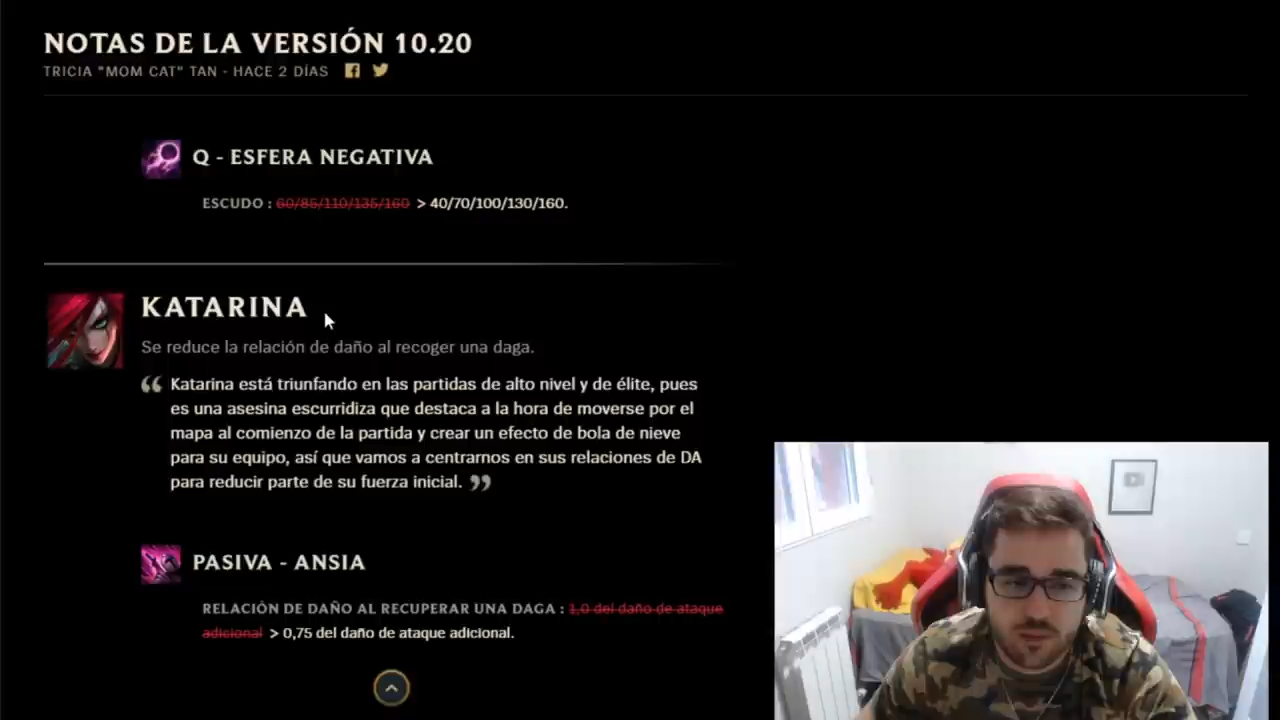 NOTAS DE LA VERSIÓN 10.20
TRICIA "MOM CAT" TAN - HACE 2 DÍAS
Q - ESFERA NEGATIVA
ESCUDO : 60/85/110/135/160 > 40/70/100/130/160.
KATARINA
Se reduce la relación de daño al recoger una daga.
Katarina está triunfando en las partidas de alto nivel y de élite, pues
es una asesina escurridiza que destaca a la hora de moverse por el
mapa al comienzo de la partida y crear un efecto de bola de nieve
para su equipo, así que vamos a centrarnos en sus relaciones de DA
para reducir parte de su fuerza inicial.
PASIVA - ANSIA
RELACIÓN DE DAÑO AL RECUPERAR UNA DAGA : 1,0 del daño de ataque
adicional > 0,75 del daño de ataque adicional.